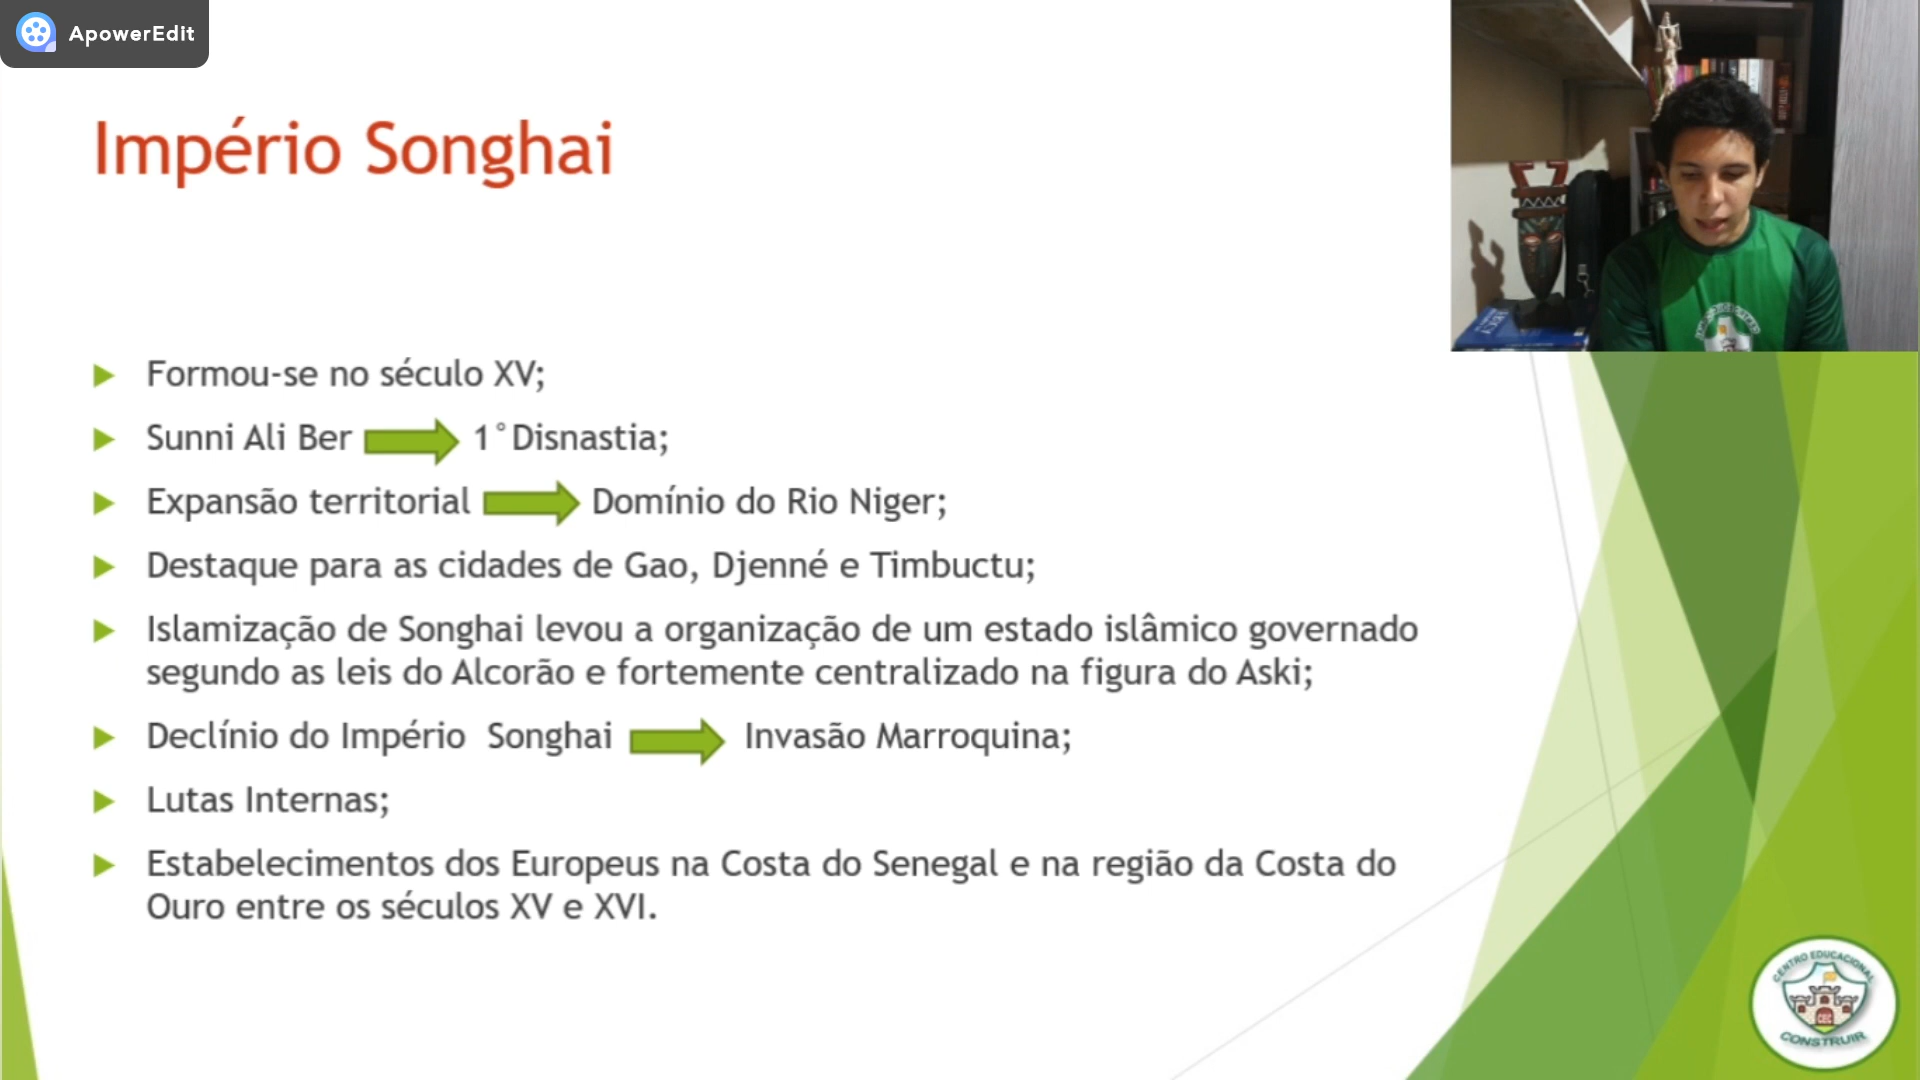 ApowerEdit
Império Songhai
Formou-se no século XV;
Sunni Ali Ber 1°Disnastia;
Expansão territorial Domínio do Rio Niger;
Destaque para as cidades de Gao, Djenné e Timbuctu;
Islamização de Songhai levou a organização de um estado islâmico governado
segundo as leis do Alcorão e fortemente centralizado na figura do Aski;
Declínio do Império Songhai Invasão Marroquina;
Lutas Internas;
Estabelecimentos dos Europeus na Costa do Senegal e na região da Costa do
Ouro entre os séculos XV e XVI.
CENTRO EDUCACIONAL
CEC
CONSTRUIR